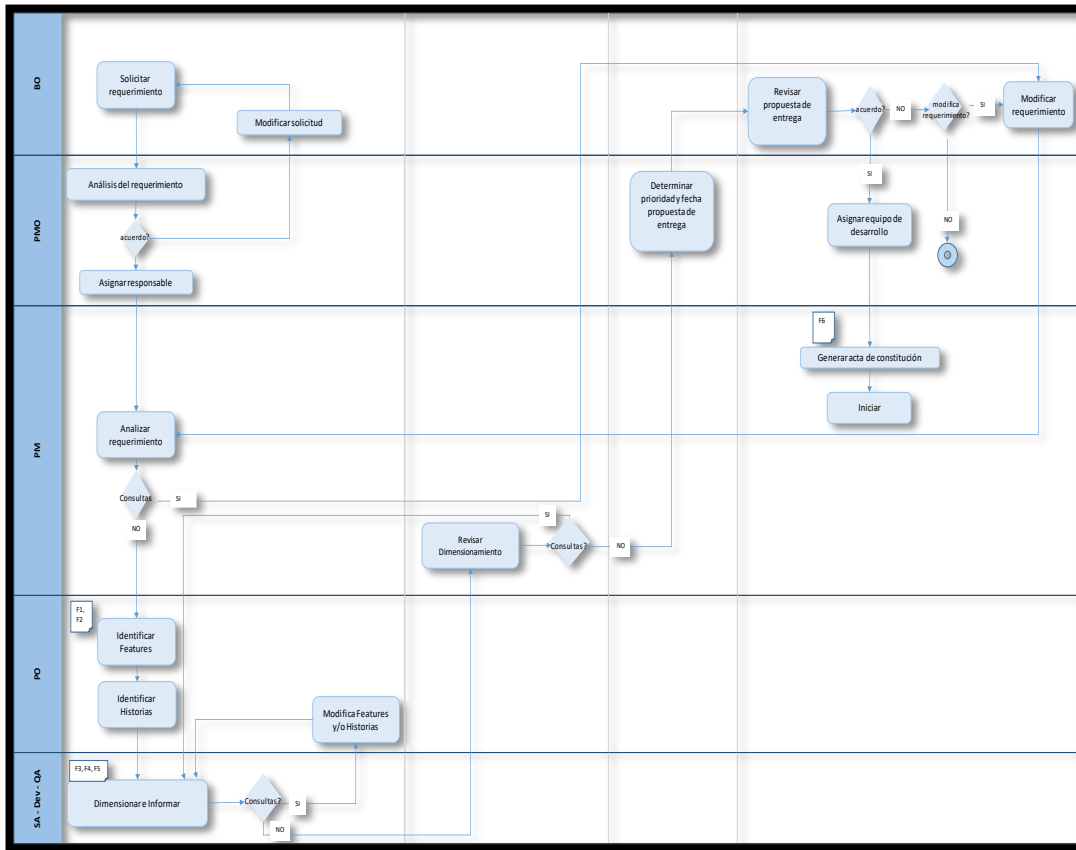 BO
Solicitar
requerimiento
Modificar solicitud
Revisar
propuesta de
entrega
acuerdo?
NO
modifica
requerimiento?
SI
Modificar
requerimiento
PMO
Análisis del requerimiento
acuerdo?
Asignar responsable
Determinar
prioridad y fecha
propuesta de
entrega
SI
Asignar equipo de
desarrollo
NO
PM
F6
Generar acta de constitución
Iniciar
Analizar
requerimiento
Consultas
SI
NO
Revisar
Dimensionamiento
SI
Consultas?
NO
PO
F1,
F2
Identificar
Features
Identificar
Historias
Modifica Features
y/o Historias
SA - Dev - QA
F3, F4, F5
Dimensionar e Informar
Consultas?
SI
NO